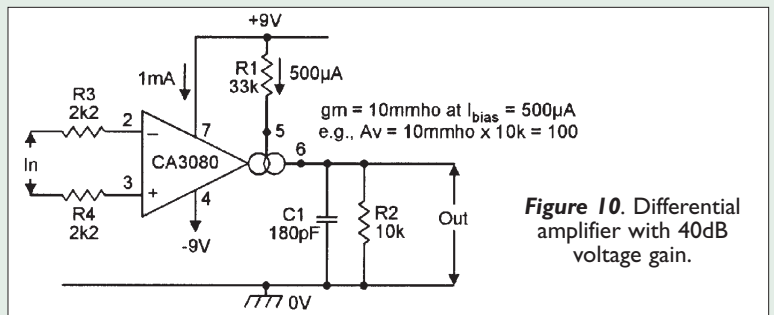 +9V
1mA
R1
33k
500µA
R3
2k2
2
–
7
5
gm = 10mmho at Ibias = 500µA
e.g., Av = 10mmho x 10k = 100
In
CA3080
6
3
+
4
R4
2k2
-9V
C1
180pF
R2
10k
Out
0V
Figure 10. Differential
amplifier with 40dB
voltage gain.